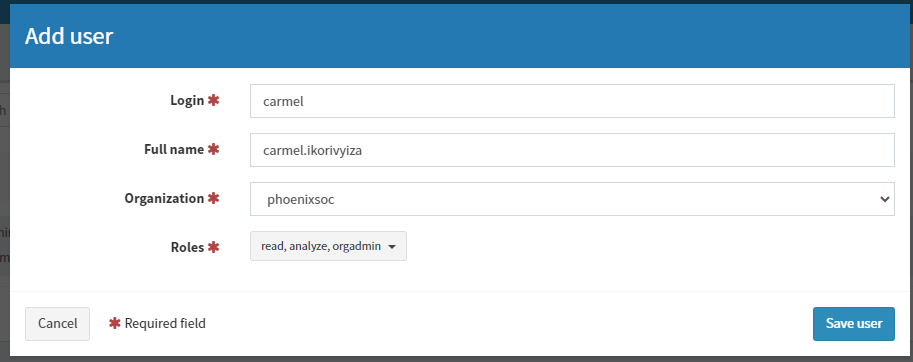 Add user
Login ✱ carmel
Full name ✱ carmel.ikorivyiza
Organization ✱ phoenixsoc
Roles ✱ read, analyze, orgadmin
Cancel ✱ Required field Save user